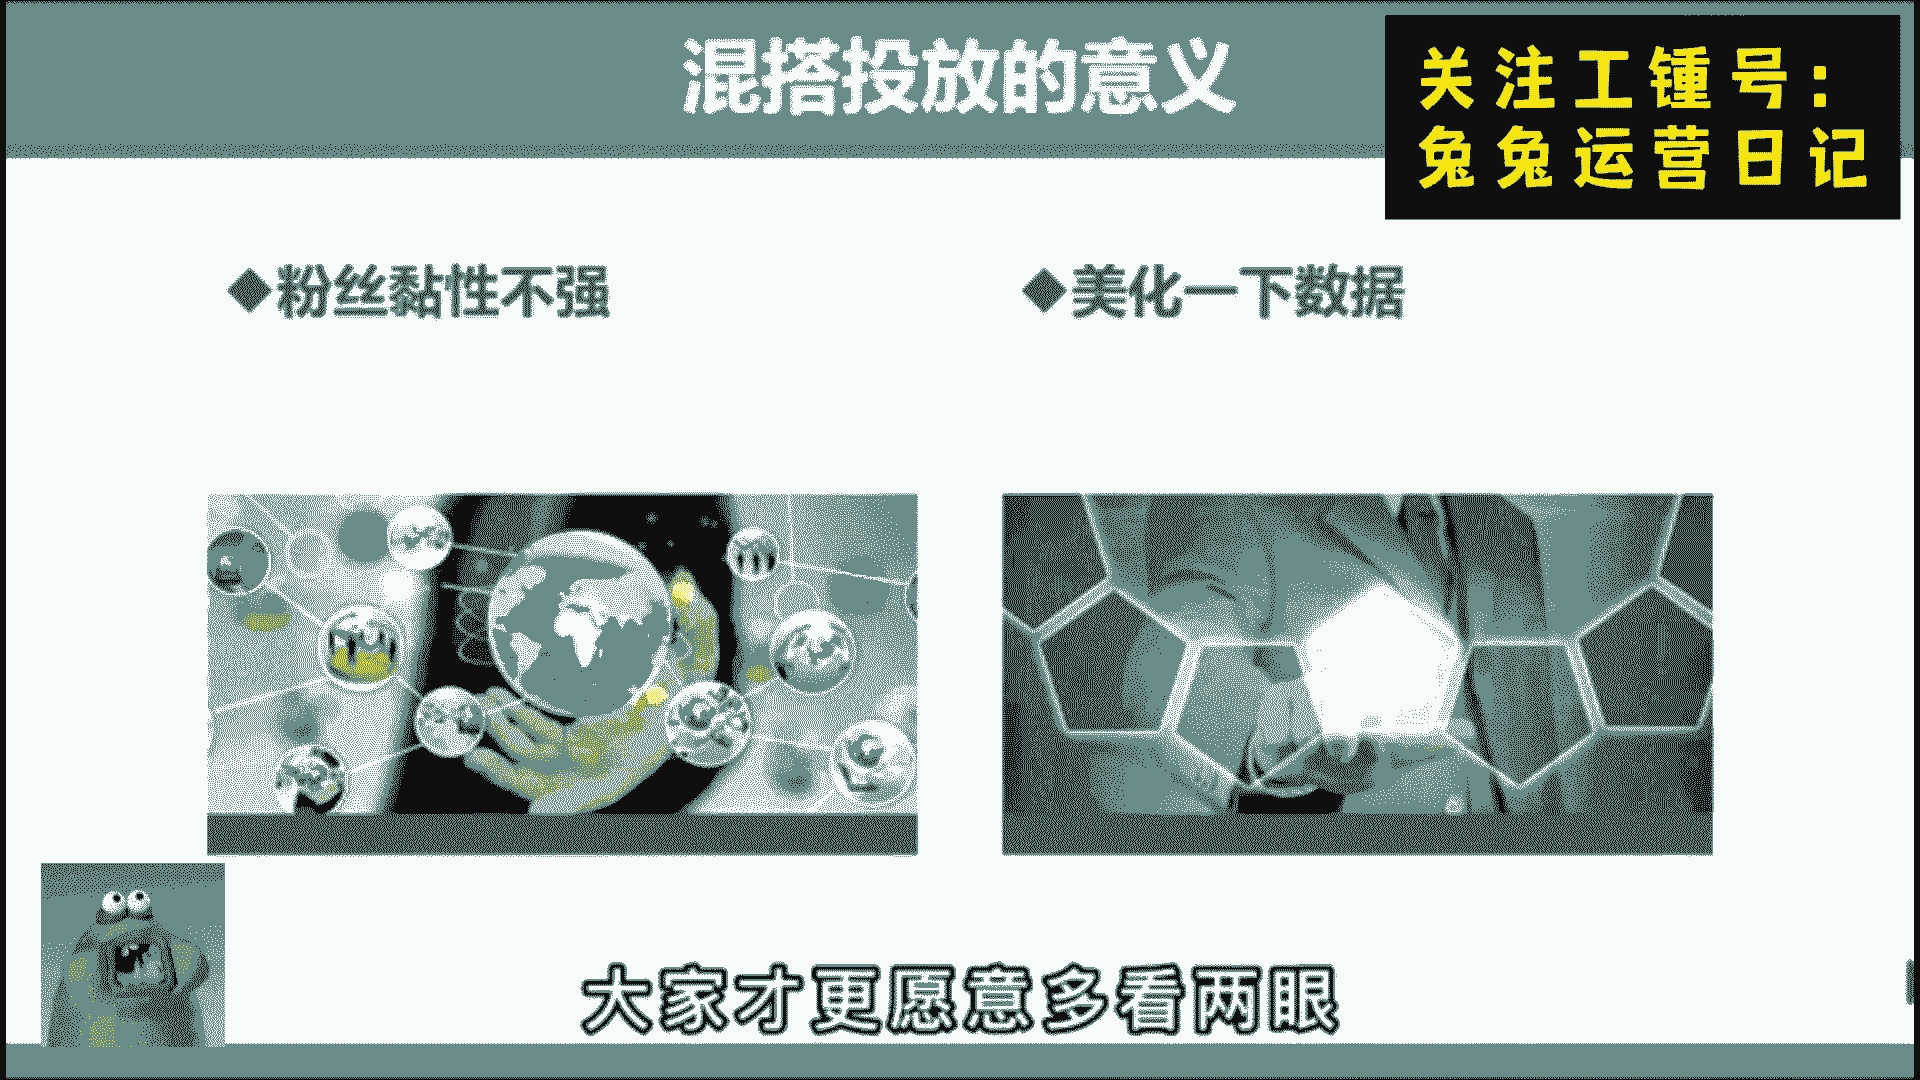 混搭投放的意义
关注工锺号：
兔兔运营日记
◆粉丝黏性不强
◆美化一下数据
大家才更愿意多看两眼